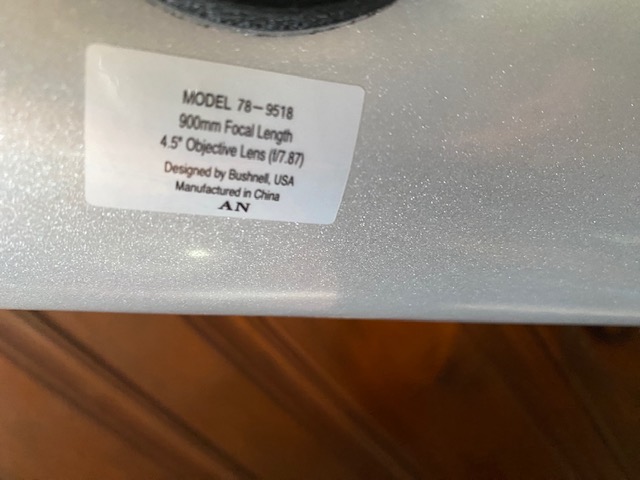 MODEL 78-9518
900mm Focal Length
4.5" Objective Lens (f/7.87)
Designed by Bushnell, USA
Manufactured in China
AN